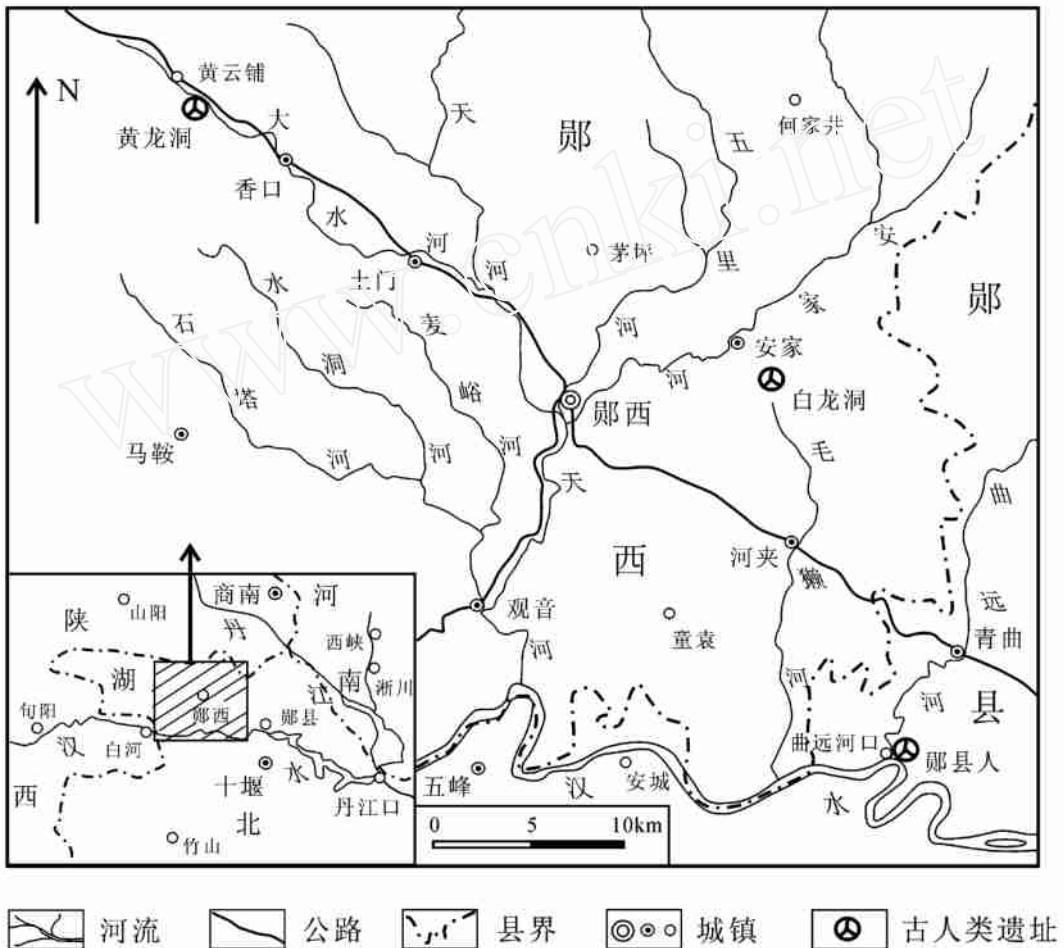 N
黄云铺
黄龙洞
香口
大水河
土门
天河
郧西
五里河
何家井
茅坪
安家河
安家
白龙洞
郧县
石塔河
水洞河
麦峪河
马鞍
郧西
天河
毛獭河
河夹
曲远河
青曲
观音
童袁
曲远河口
郧县人
五峰
汉水
安城
0 5 10km
陕西
湖北
河南
山阳
商南
丹江
西峡
淅川
旬阳
汉水
白河
郧西
郧县
十堰
丹江口
竹山
河流
公路
县界
城镇
古人类遗址
www.cnki.net